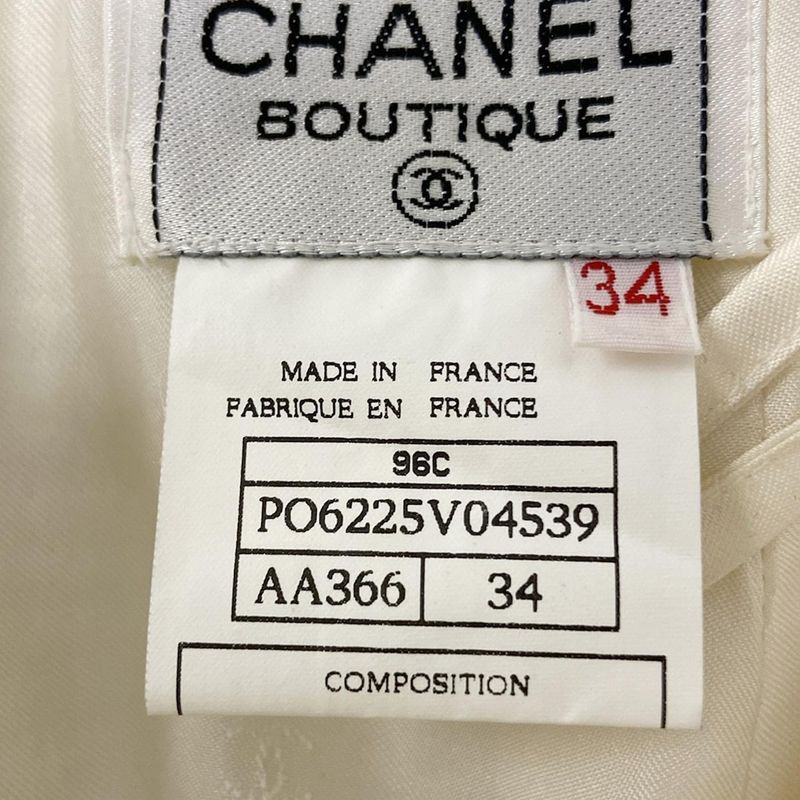 CHANEL
BOUTIQUE
34
MADE IN FRANCE
FABRIQUE EN FRANCE
96C
PO6225V04539
AA366 34
COMPOSITION